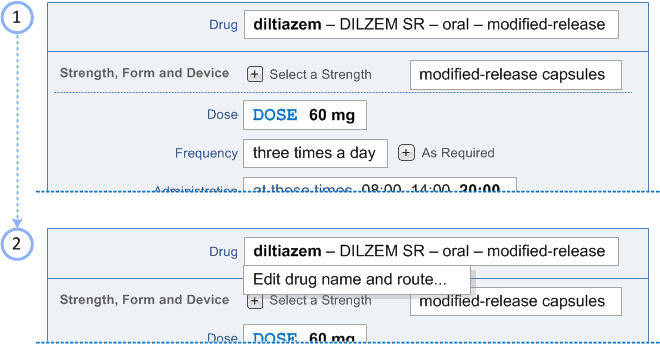 1
Drug diltiazem – DILZEM SR – oral – modified-release
Strength, Form and Device + Select a Strength modified-release capsules
Dose DOSE 60 mg
Frequency three times a day + As Required
Administration at these times 08:00 14:00 20:00
2
Drug diltiazem – DILZEM SR – oral – modified-release
Edit drug name and route...
Strength, Form and Device + Select a Strength modified-release capsules
Dose DOSE 60 mg